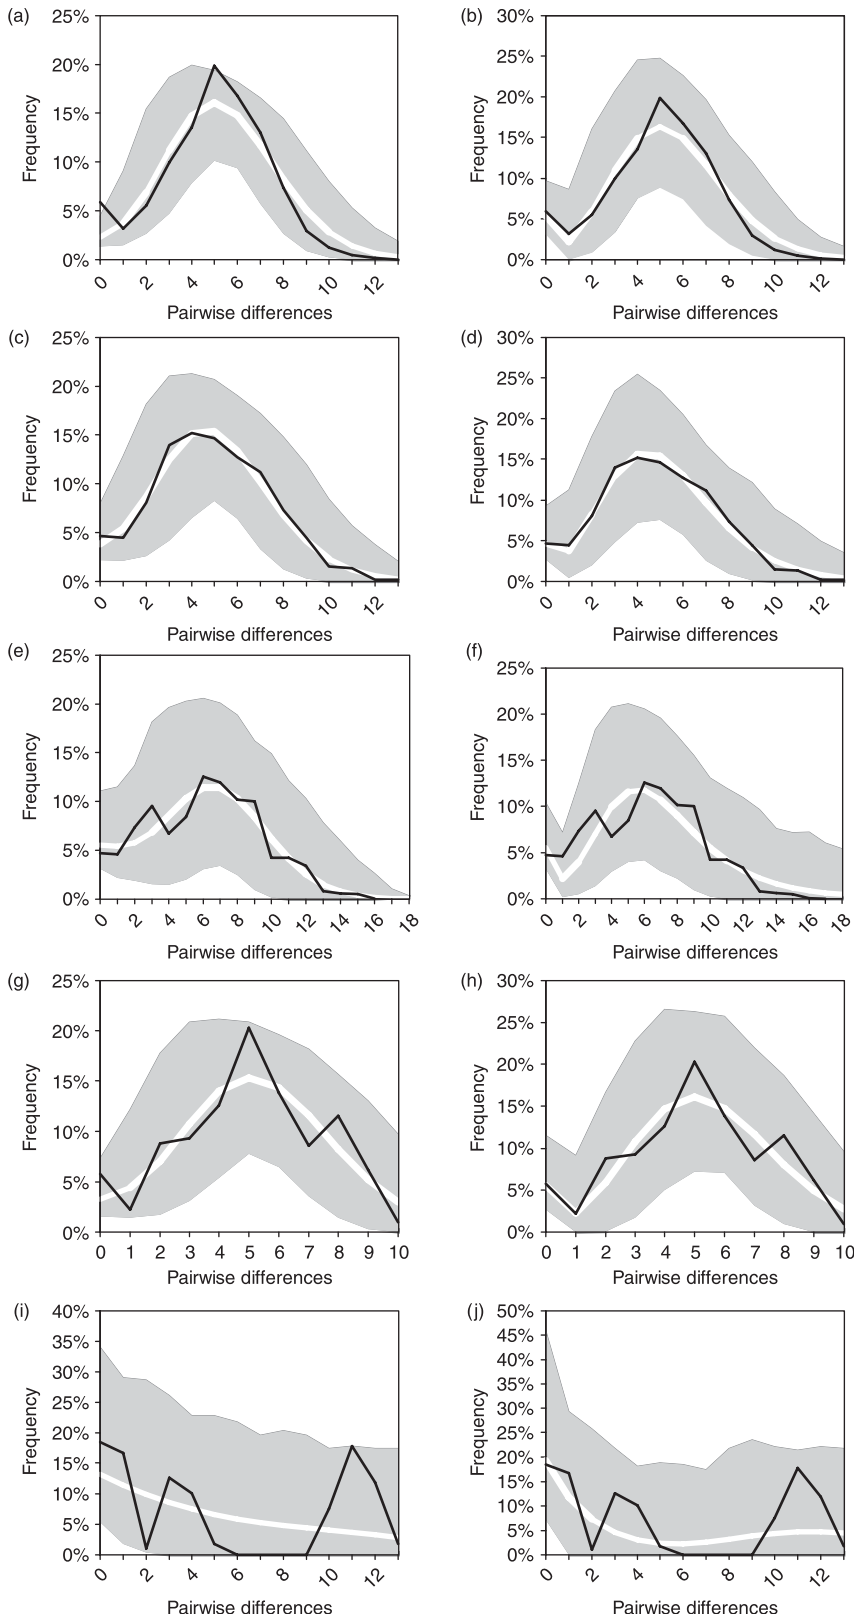 (a)
25%
20%
15%
10%
5%
0%
Frequency
0 2 4 6 8 10 12
Pairwise differences
(b)
30%
25%
20%
15%
10%
5%
0%
Frequency
0 2 4 6 8 10 12
Pairwise differences
(c)
25%
20%
15%
10%
5%
0%
Frequency
0 2 4 6 8 10 12
Pairwise differences
(d)
30%
25%
20%
15%
10%
5%
0%
Frequency
0 2 4 6 8 10 12
Pairwise differences
(e)
25%
20%
15%
10%
5%
0%
Frequency
0 2 4 6 8 10 12 14 16 18
Pairwise differences
(f)
25%
20%
15%
10%
5%
0%
Frequency
0 2 4 6 8 10 12 14 16 18
Pairwise differences
(g)
25%
20%
15%
10%
5%
0%
Frequency
0 1 2 3 4 5 6 7 8 9 10
Pairwise differences
(h)
30%
25%
20%
15%
10%
5%
0%
Frequency
0 1 2 3 4 5 6 7 8 9 10
Pairwise differences
(i)
40%
35%
30%
25%
20%
15%
10%
5%
0%
Frequency
0 2 4 6 8 10 12
Pairwise differences
(j)
50%
45%
40%
35%
30%
25%
20%
15%
10%
5%
0%
Frequency
0 2 4 6 8 10 12
Pairwise differences